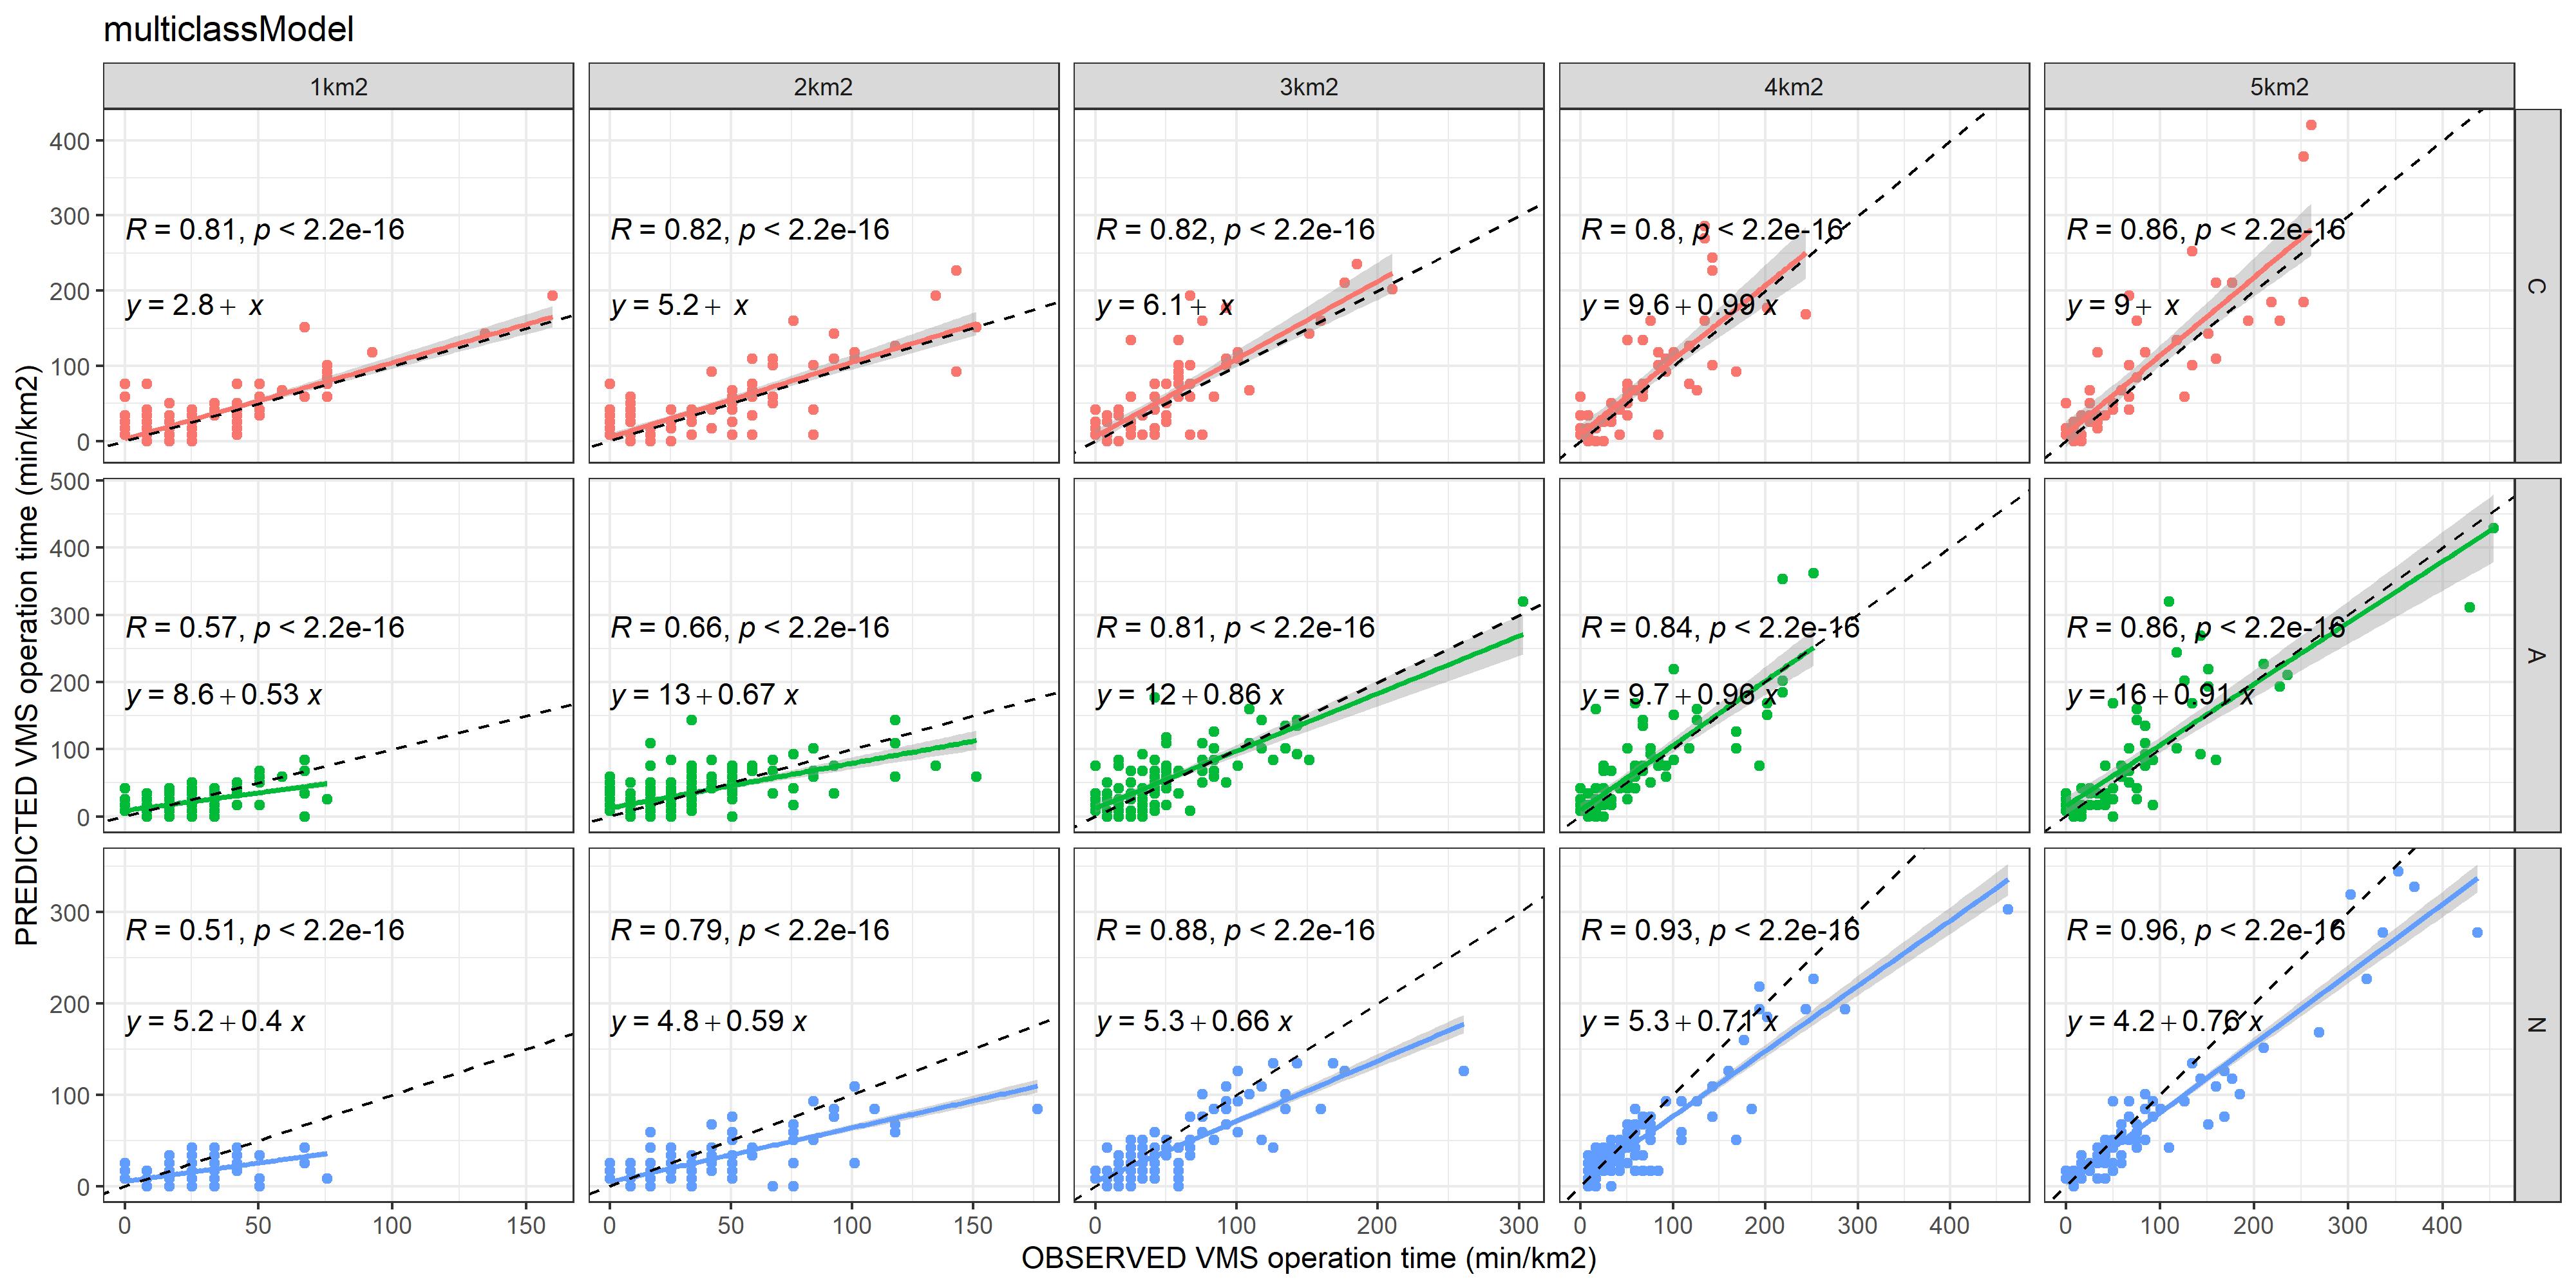 multiclassModel
1km2 2km2 3km2 4km2 5km2
PREDICTED VMS operation time (min/km2)
400
300
200
100
0
R = 0.81, p < 2.2e-16
y = 2.8 + x
R = 0.82, p < 2.2e-16
y = 5.2 + x
R = 0.82, p < 2.2e-16
y = 6.1 + x
R = 0.8, p < 2.2e-16
y = 9.6 + 0.99 x
R = 0.86, p < 2.2e-16
y = 9 + x
C
500
400
300
200
100
0
R = 0.57, p < 2.2e-16
y = 8.6 + 0.53 x
R = 0.66, p < 2.2e-16
y = 13 + 0.67 x
R = 0.81, p < 2.2e-16
y = 12 + 0.86 x
R = 0.84, p < 2.2e-16
y = 9.7 + 0.96 x
R = 0.86, p < 2.2e-16
y = 16 + 0.91 x
A
300
200
100
0
R = 0.51, p < 2.2e-16
y = 5.2 + 0.4 x
R = 0.79, p < 2.2e-16
y = 4.8 + 0.59 x
R = 0.88, p < 2.2e-16
y = 5.3 + 0.66 x
R = 0.93, p < 2.2e-16
y = 5.3 + 0.71 x
R = 0.96, p < 2.2e-16
y = 4.2 + 0.76 x
N
0 50 100 150 0 50 100 150 0 100 200 300 0 100 200 300 400 0 100 200 300 400
OBSERVED VMS operation time (min/km2)